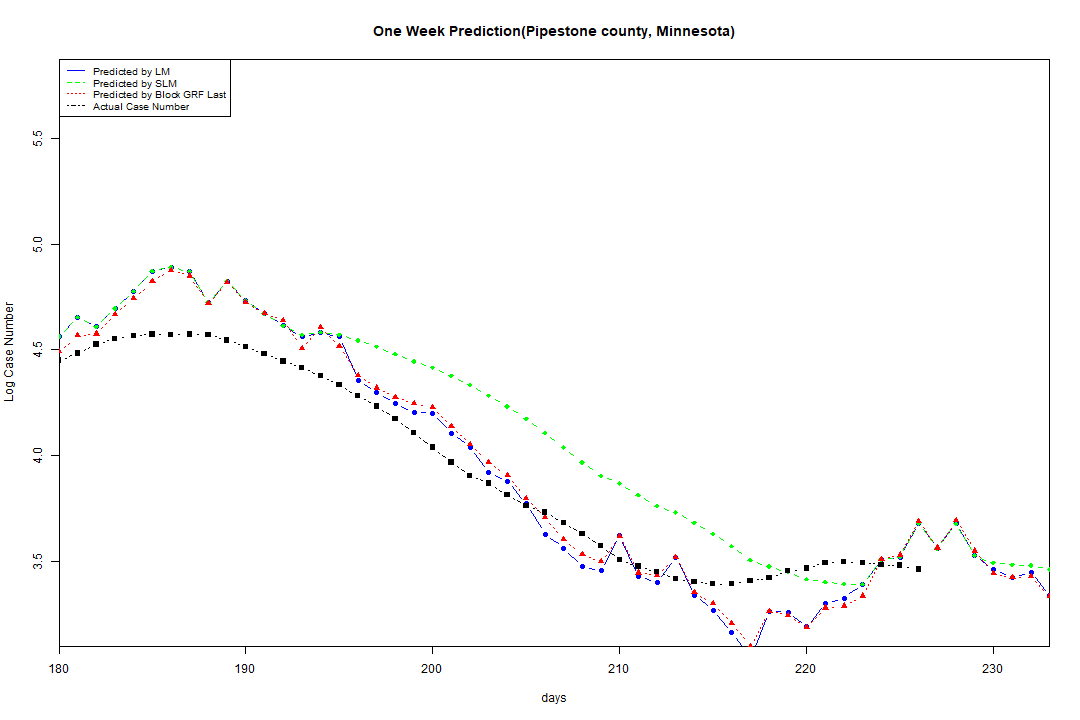 One Week Prediction(Pipestone county, Minnesota)
Predicted by LM
Predicted by SLM
Predicted by Block GRF Last
Actual Case Number
5.5
5.0
4.5
4.0
3.5
Log Case Number
180 190 200 210 220 230
days